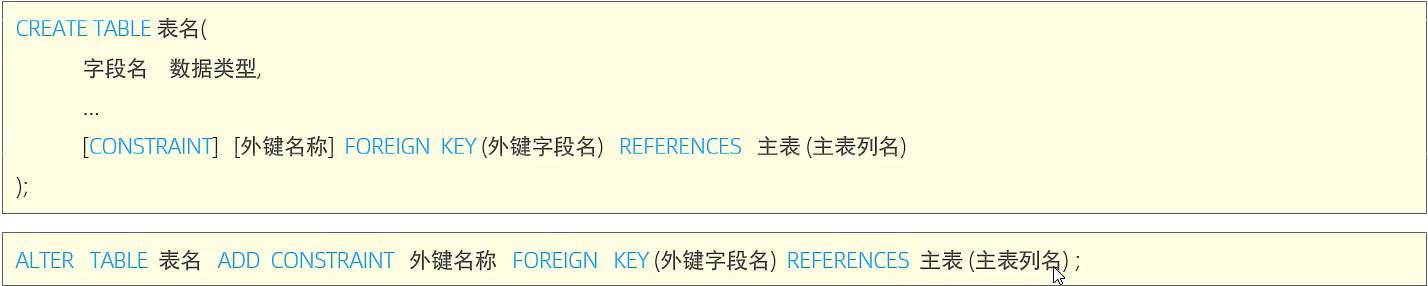 CREATE TABLE 表名(
字段名 数据类型,
...
[CONSTRAINT] [外键名称] FOREIGN KEY (外键字段名) REFERENCES 主表 (主表列名)
);
ALTER TABLE 表名 ADD CONSTRAINT 外键名称 FOREIGN KEY (外键字段名) REFERENCES 主表 (主表列名) ;